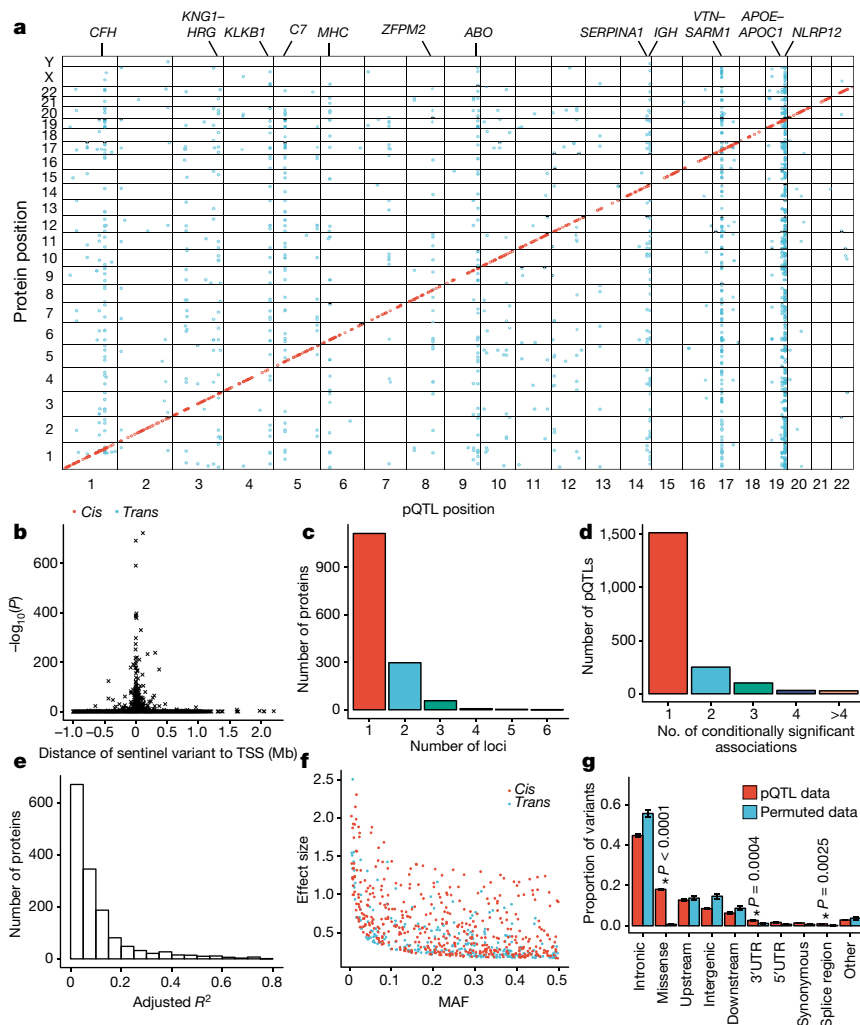 a
CFH
KNG1–
HRG
KLKB1
C7
MHC
ZFPM2
ABO
SERPINA1
IGH
VTN–
SARM1
APOE–
APOC1
NLRP12
Protein position
Y
X
22
21
20
19
18
17
16
15
14
13
12
11
10
9
8
7
6
5
4
3
2
1
1 2 3 4 5 6 7 8 9 10 11 12 13 14 15 16 17 18 19 20 21 22
pQTL position
Cis Trans
b
–log10(P)
600
400
200
0
–1.0 –0.5 0 0.5 1.0 1.5 2.0
Distance of sentinel variant to TSS (Mb)
c
Number of proteins
900
600
300
0
1 2 3 4 5 6
Number of loci
d
Number of pQTLs
1,500
1,000
500
0
1 2 3 4 >4
No. of conditionally significant
associations
e
Number of proteins
600
400
200
0
0 0.2 0.4 0.6 0.8
Adjusted R²
f
Cis
Trans
Effect size
2.5
2.0
1.5
1.0
0.5
0 0.1 0.2 0.3 0.4 0.5
MAF
g
pQTL data
Permuted data
Proportion of variants
0.6
0.4
0.2
0.0
* P < 0.0001
* P = 0.0004
* P = 0.0025
Intronic
Missense
Upstream
Intergenic
Downstream
3′UTR
5′UTR
Synonymous
Splice region
Other